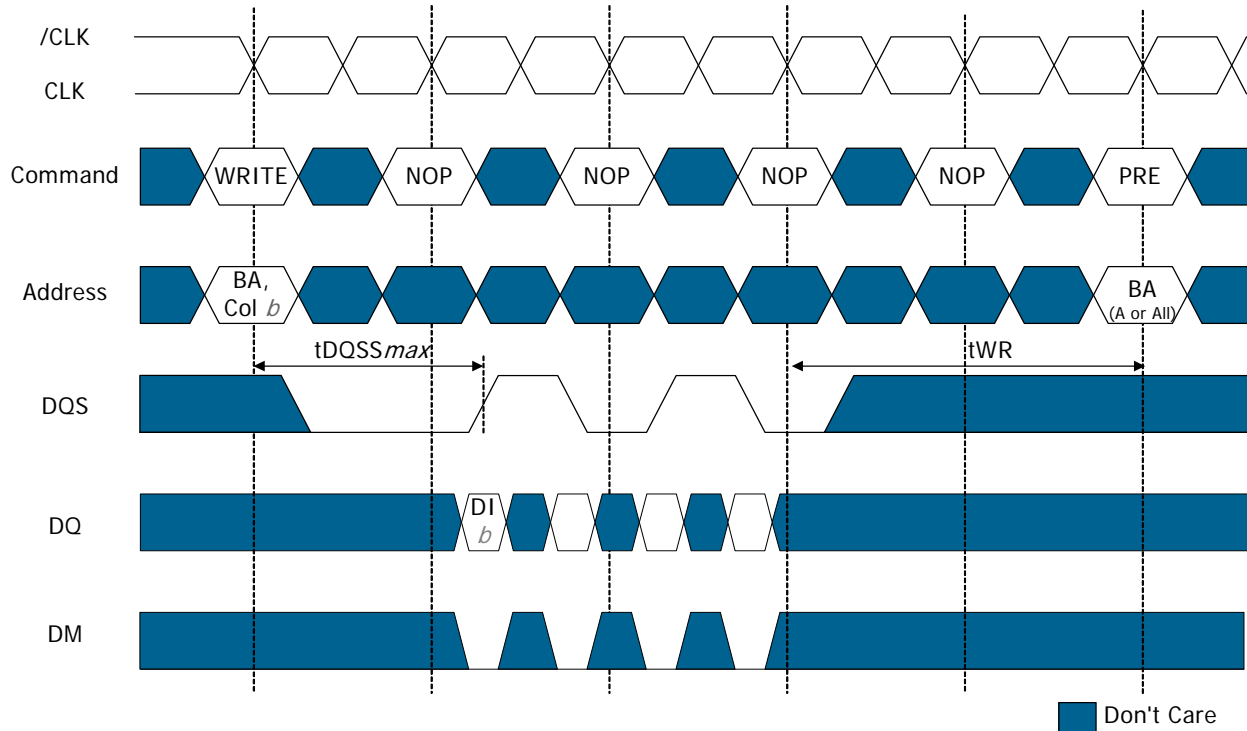 /CLK
CLK
Command
WRITE NOP NOP NOP NOP PRE
Address
BA,
Col b
BA
(A or All)
tDQSSmax
tWR
DQS
DQ
DI
b
DM
Don't Care